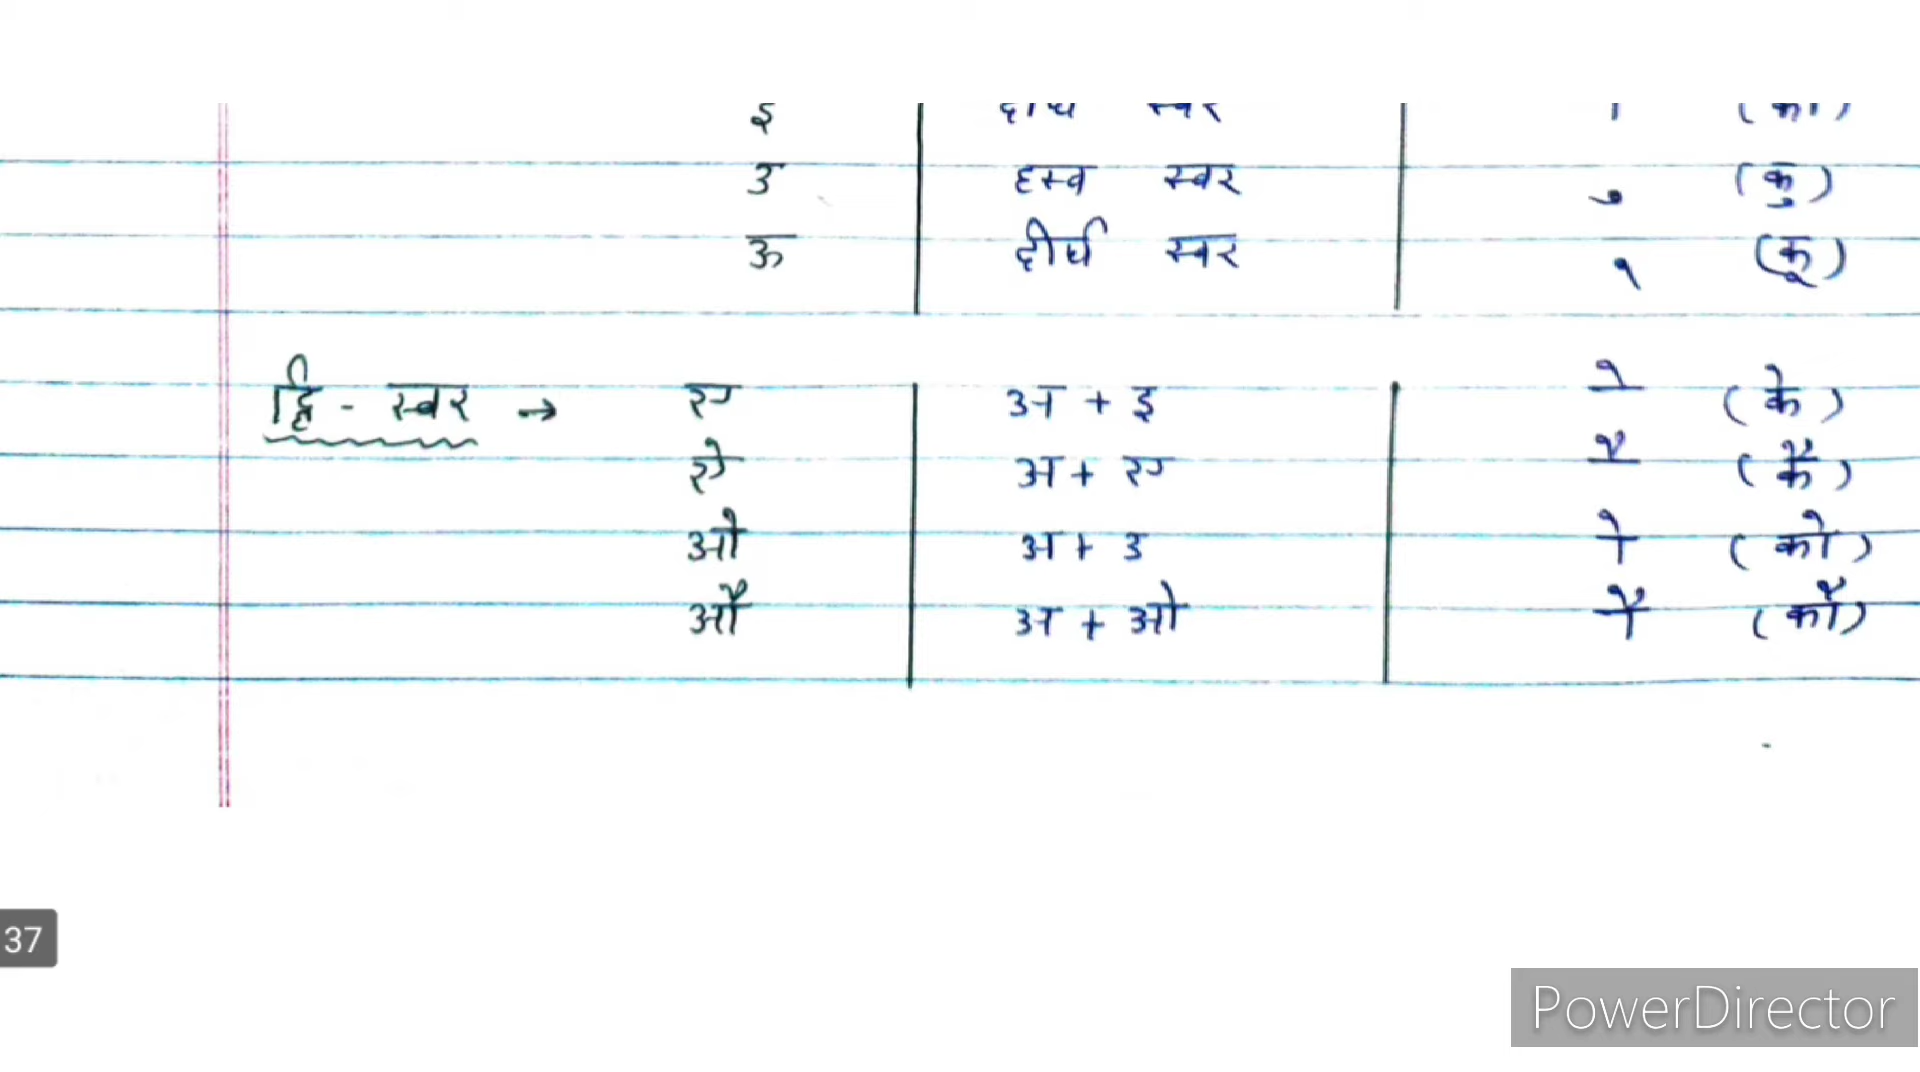 उ ह्रस्व स्वर ु (कु)
ऊ दीर्घ स्वर ू (कू)
द्वि - स्वर → ए अ + इ े (के)
ऐ अ + ए ै (कै)
ओ अ + उ ो (को)
औ अ + ओ ौ (कौ)
37
PowerDirector